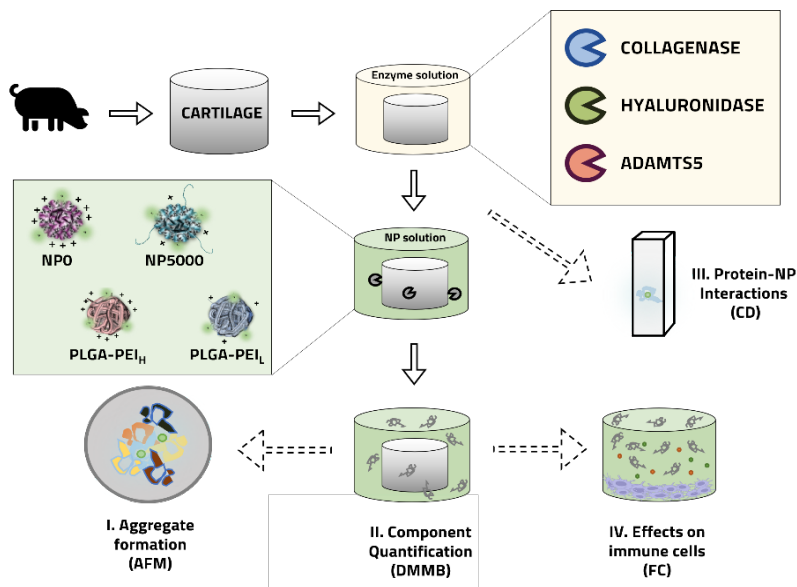 Enzyme solution
CARTILAGE
COLLAGENASE
HYALURONIDASE
ADAMTS5
NP0
NP5000
PLGA-PEIH
PLGA-PEIL
NP solution
III. Protein-NP
Interactions
(CD)
I. Aggregate
formation
(AFM)
II. Component
Quantification
(DMMB)
IV. Effects on
immune cells
(FC)